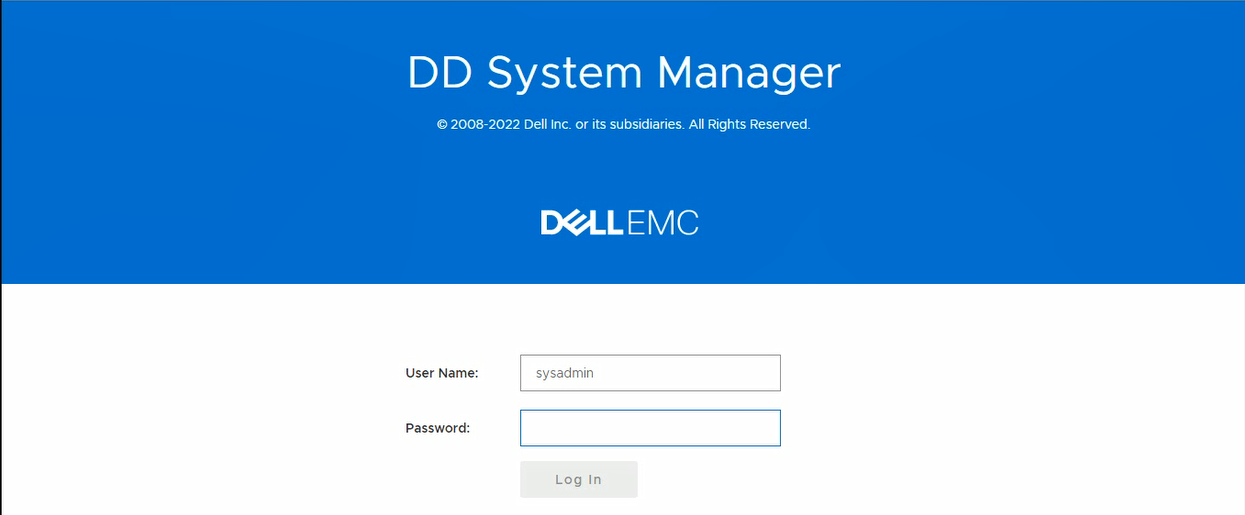 DD System Manager
© 2008-2022 Dell Inc. or its subsidiaries. All Rights Reserved.
DELLEMC
User Name: sysadmin
Password:
Log In